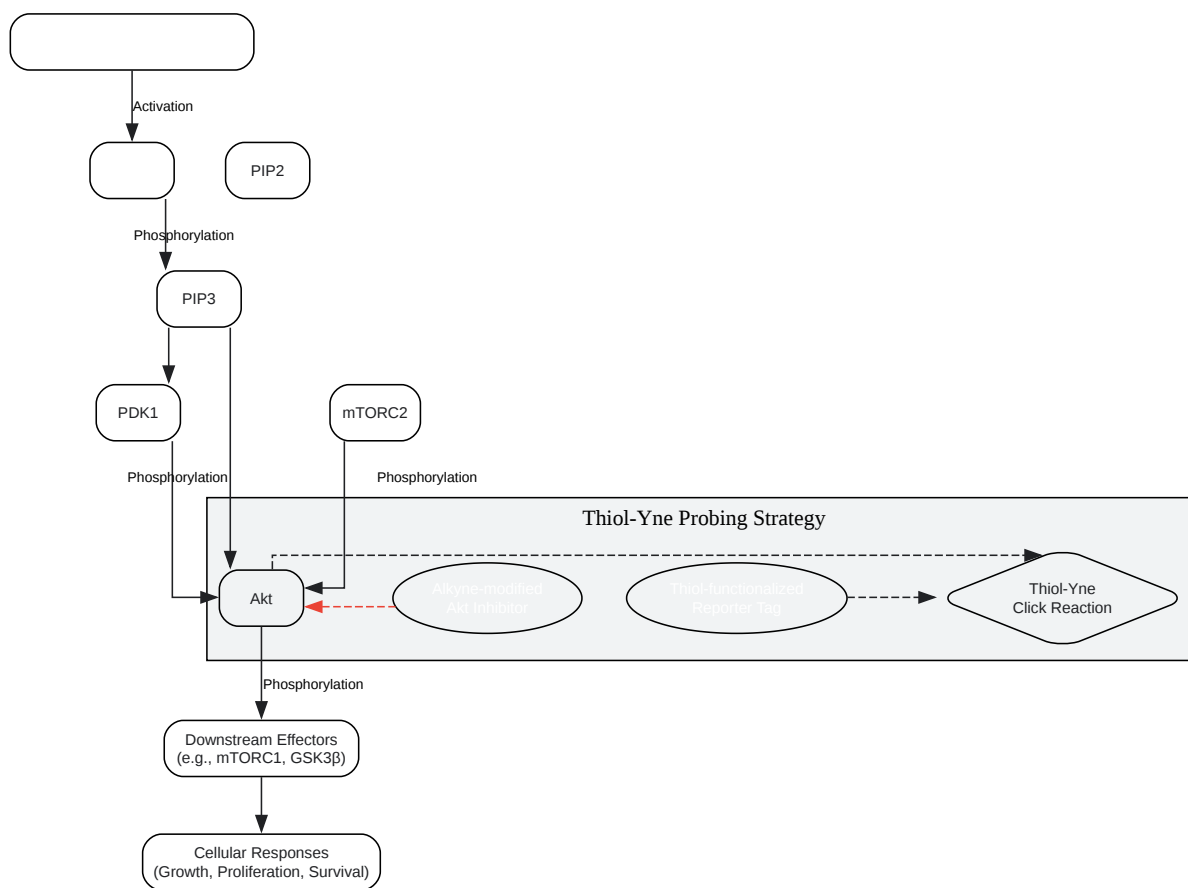 Activation
PIP2
Phosphorylation
PIP3
PDK1
mTORC2
Phosphorylation
Phosphorylation
Thiol-Yne Probing Strategy
Akt
Alkyne-modified
Akt Inhibitor
Thiol-functionalized
Reporter Tag
Thiol-Yne
Click Reaction
Phosphorylation
Downstream Effectors
(e.g., mTORC1, GSK3β)
Cellular Responses
(Growth, Proliferation, Survival)